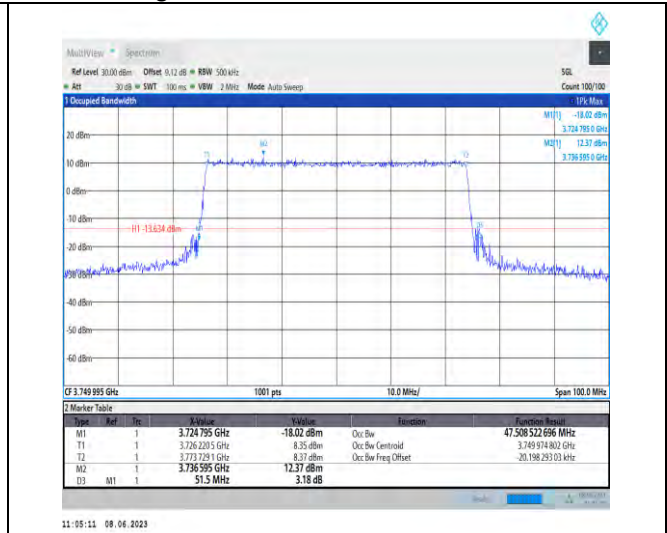 MultiView Spectrum
Ref Level 30.00 dBm Offset 9.12 dB RBW 500 kHz SGL
Att 30 dB SWT 100 ms VBW 2 MHz Mode Auto Sweep Count 100/100
1 Occupied Bandwidth 1Pk Max
M1[1] -18.02 dBm
3.724 795 0 GHz
M2[1] 12.37 dBm
3.736 595 0 GHz
20 dBm
M2
T1 T2
10 dBm
0 dBm
-10 dBm
H1 -13.634 dBm
M1 D3
-20 dBm
-30 dBm
-40 dBm
-50 dBm
-60 dBm
CF 3.749 995 GHz 1001 pts 10.0 MHz/ Span 100.0 MHz
2 Marker Table
Type Ref Trc X-Value Y-Value Function Function Result
M1 1 3.724 795 GHz -18.02 dBm Occ Bw 47.508 522 696 MHz
T1 1 3.726 220 5 GHz 8.35 dBm Occ Bw Centroid 3.749 974 802 GHz
T2 1 3.773 729 1 GHz 8.37 dBm Occ Bw Freq Offset -20.198 293 03 kHz
M2 1 3.736 595 GHz 12.37 dBm
D3 M1 1 51.5 MHz 3.18 dB
11:05:11 08.06.2023